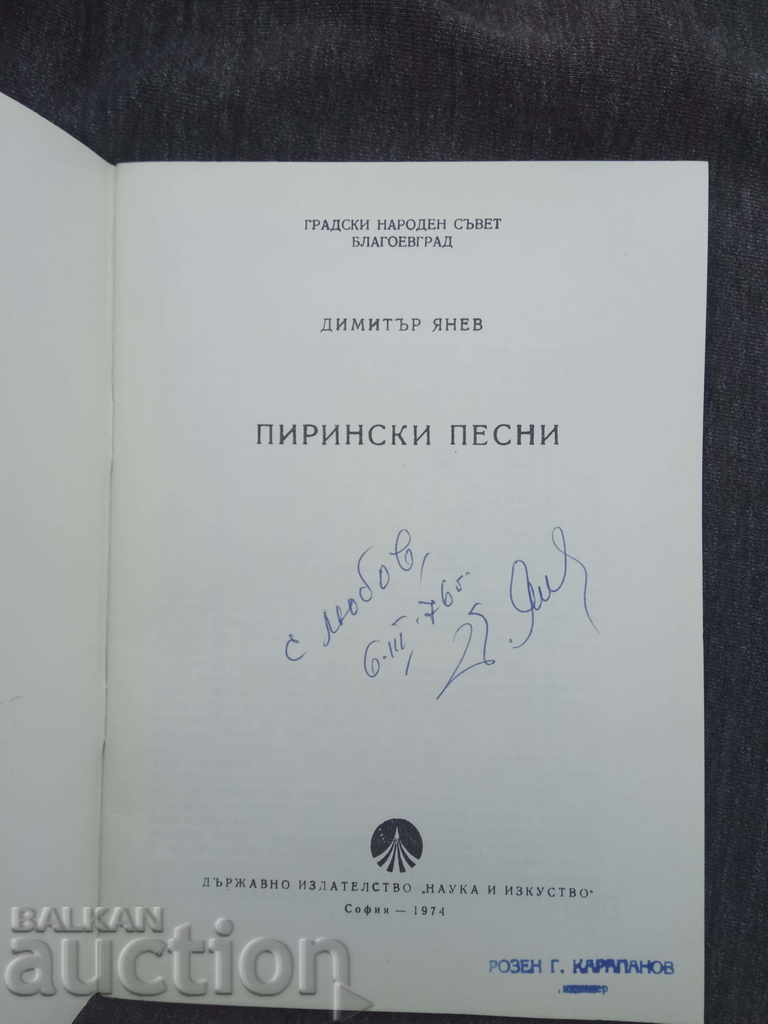 ГРАДСКИ НАРОДЕН СЪВЕТ
БЛАГОЕВГРАД
ДИМИТЪР ЯНЕВ
ПИРИНСКИ ПЕСНИ
С любов,
6.III.76г.
Д. Янев
ДЪРЖАВНО ИЗДАТЕЛСТВО „НАУКА И ИЗКУСТВО"
София — 1974
РОЗЕН Г. КАРАПАНОВ
BALKAN
auction